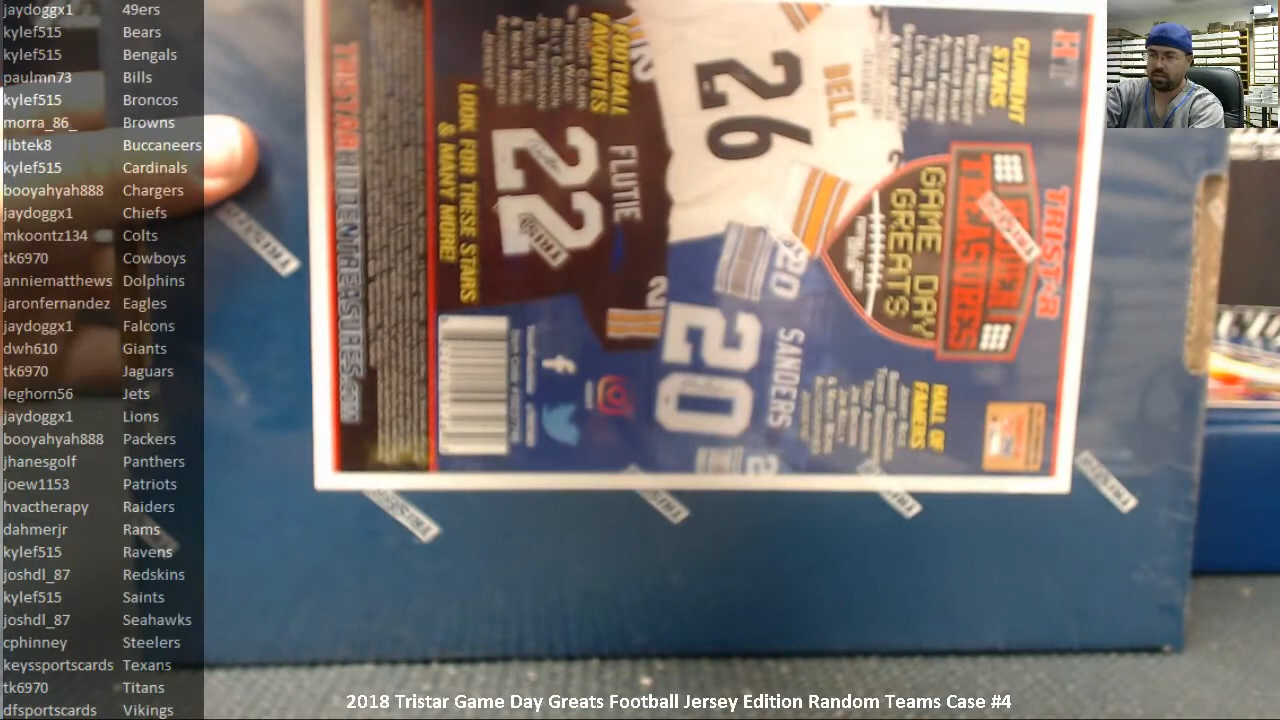 jaydoggx1 49ers
kylef515 Bears
kylef515 Bengals
paulmn73 Bills
kylef515 Broncos
morra_86_ Browns
libtek8 Buccaneers
kylef515 Cardinals
booyahyah888 Chargers
jaydoggx1 Chiefs
mkoontz134 Colts
tk6970 Cowboys
anniematthews Dolphins
jaronfernandez Eagles
jaydoggx1 Falcons
dwh610 Giants
tk6970 Jaguars
leghorn56 Jets
jaydoggx1 Lions
booyahyah888 Packers
jhanesgolf Panthers
joew1153 Patriots
hvactherapy Raiders
dahmerjr Rams
kylef515 Ravens
joshdl_87 Redskins
kylef515 Saints
joshdl_87 Seahawks
cphinney Steelers
keyssportscards Texans
tk6970 Titans
dfsportscards Vikings
TRISTAR
HIDDEN
TREASURES
GAME DAY
GREATS
CURRENT
STARS
HALL OF
FAMERS
FOOTBALL
FAVORITES
BELL
26
SANDERS
20
20
FLUTIE
22
LOOK FOR THESE STARS
& MANY MORE!
TRISTARHIDDENTREASURES.COM
2018 Tristar Game Day Greats Football Jersey Edition Random Teams Case #4